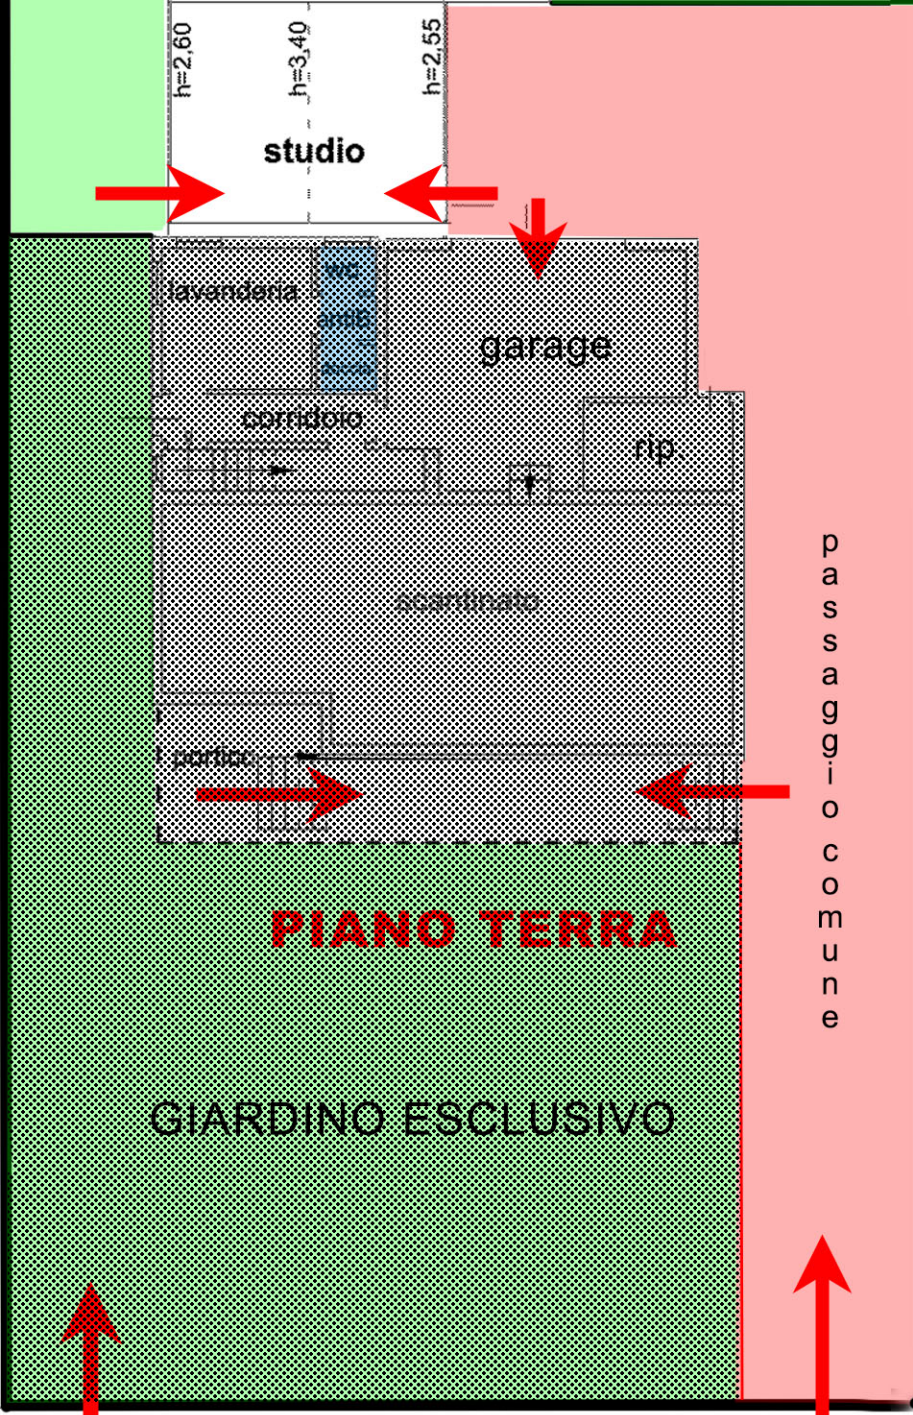 h=2,60
h=3,40
h=2,55
studio
wc
lavanderia
antiB.
doccia
garage
corridoio
rip.
scantinato
portico
passaggio comune
PIANO TERRA
GIARDINO ESCLUSIVO